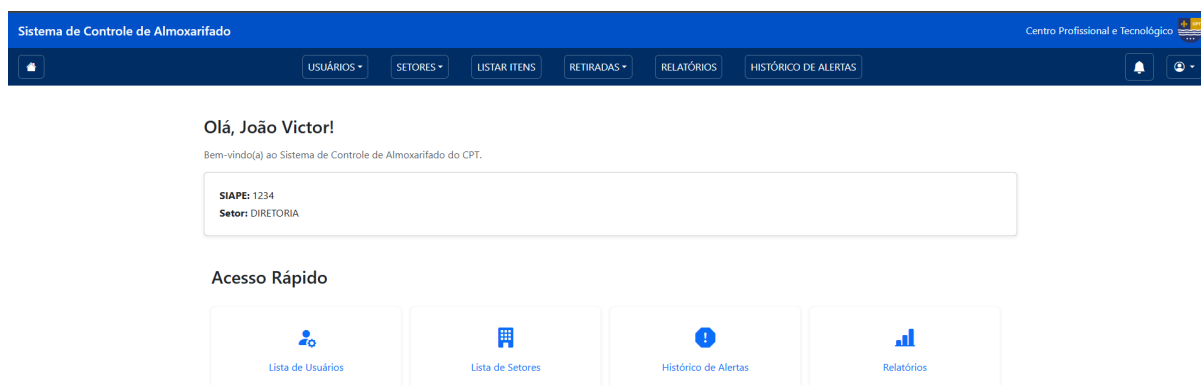 Sistema de Controle de Almoxarifado
Centro Profissional e Tecnológico
USUÁRIOS
SETORES
LISTAR ITENS
RETIRADAS
RELATÓRIOS
HISTÓRICO DE ALERTAS
Olá, João Victor!
Bem-vindo(a) ao Sistema de Controle de Almoxarifado do CPT.
SIAPE: 1234
Setor: DIRETORIA
Acesso Rápido
Lista de Usuários
Lista de Setores
Histórico de Alertas
Relatórios